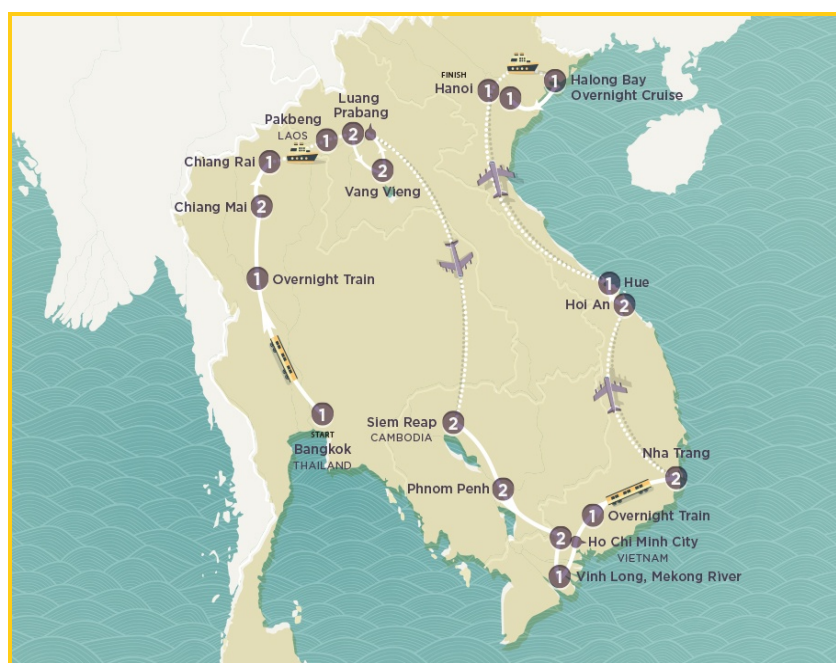 FINISH
Hanoi
1
1
1
Halong Bay
Overnight Cruise
Luang
Prabang
2
Pakbeng
LAOS
1
Chiang Rai
1
2
Vang Vieng
Chiang Mai
2
1
Overnight Train
1
Hue
Hoi An
2
1
START
Bangkok
THAILAND
Siem Reap
CAMBODIA
2
Nha Trang
2
Phnom Penh
2
1
Overnight Train
2
Ho Chi Minh City
VIETNAM
1
Vinh Long, Mekong River